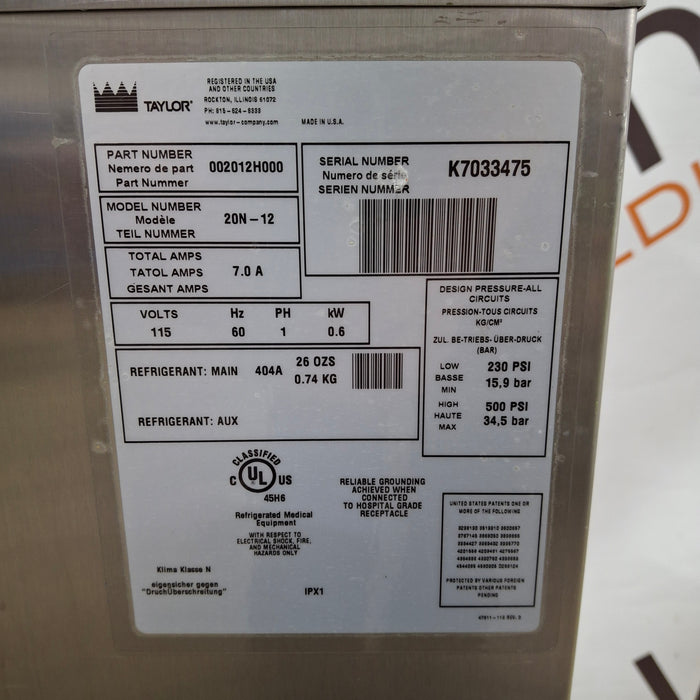 TAYLOR®
REGISTERED IN THE USA
AND OTHER COUNTRIES
ROCKTON, ILLINOIS 61072
PH: 815-624-8333
www.taylor-company.com
MADE IN U.S.A.
PART NUMBER
Nemero de part
Part Nummer
002012H000
SERIAL NUMBER
Numero de série
SERIEN NUMMER
K7033475
MODEL NUMBER
Modèle
TEIL NUMMER
20N-12
TOTAL AMPS
TATOL AMPS
GESANT AMPS
7.0 A
VOLTS Hz PH kW
115 60 1 0.6
DESIGN PRESSURE-ALL
CIRCUITS
PRESSION-TOUS CIRCUITS
KG/CM²
ZUL. BE-TRIEBS-ÜBER-DRUCK
(BAR)
LOW 230 PSI
BASSE
MIN 15,9 bar
HIGH 500 PSI
HAUTE
MAX 34,5 bar
REFRIGERANT: MAIN 404A
26 OZS
0.74 KG
REFRIGERANT: AUX
CLASSIFIED
C UL US
45H6
Refrigerated Medical
Equipment
WITH RESPECT TO
ELECTRICAL SHOCK, FIRE,
AND MECHANICAL
HAZARDS ONLY
RELIABLE GROUNDING
ACHIEVED WHEN
CONNECTED
TO HOSPITAL GRADE
RECEPTACLE
UNITED STATES PATENTS ONE OR
MORE OF THE FOLLOWING
PROTECTED BY VARIOUS FOREIGN
PATENTS OTHER PATENTS
PENDING
Klima Klasse N
eigensicher gegen
"DruchÜberschreitung"
IPX1